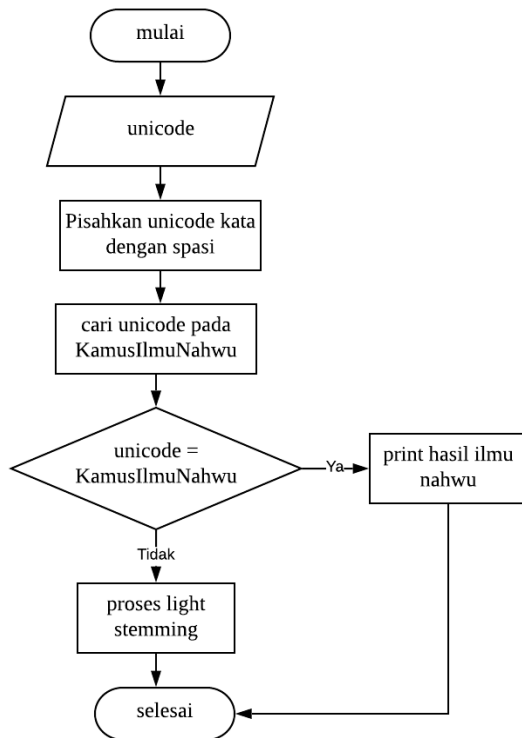 mulai
unicode
Pisahkan unicode kata
dengan spasi
cari unicode pada
KamusIlmuNahwu
unicode =
KamusIlmuNahwu
Ya
print hasil ilmu
nahwu
Tidak
proses light
stemming
selesai